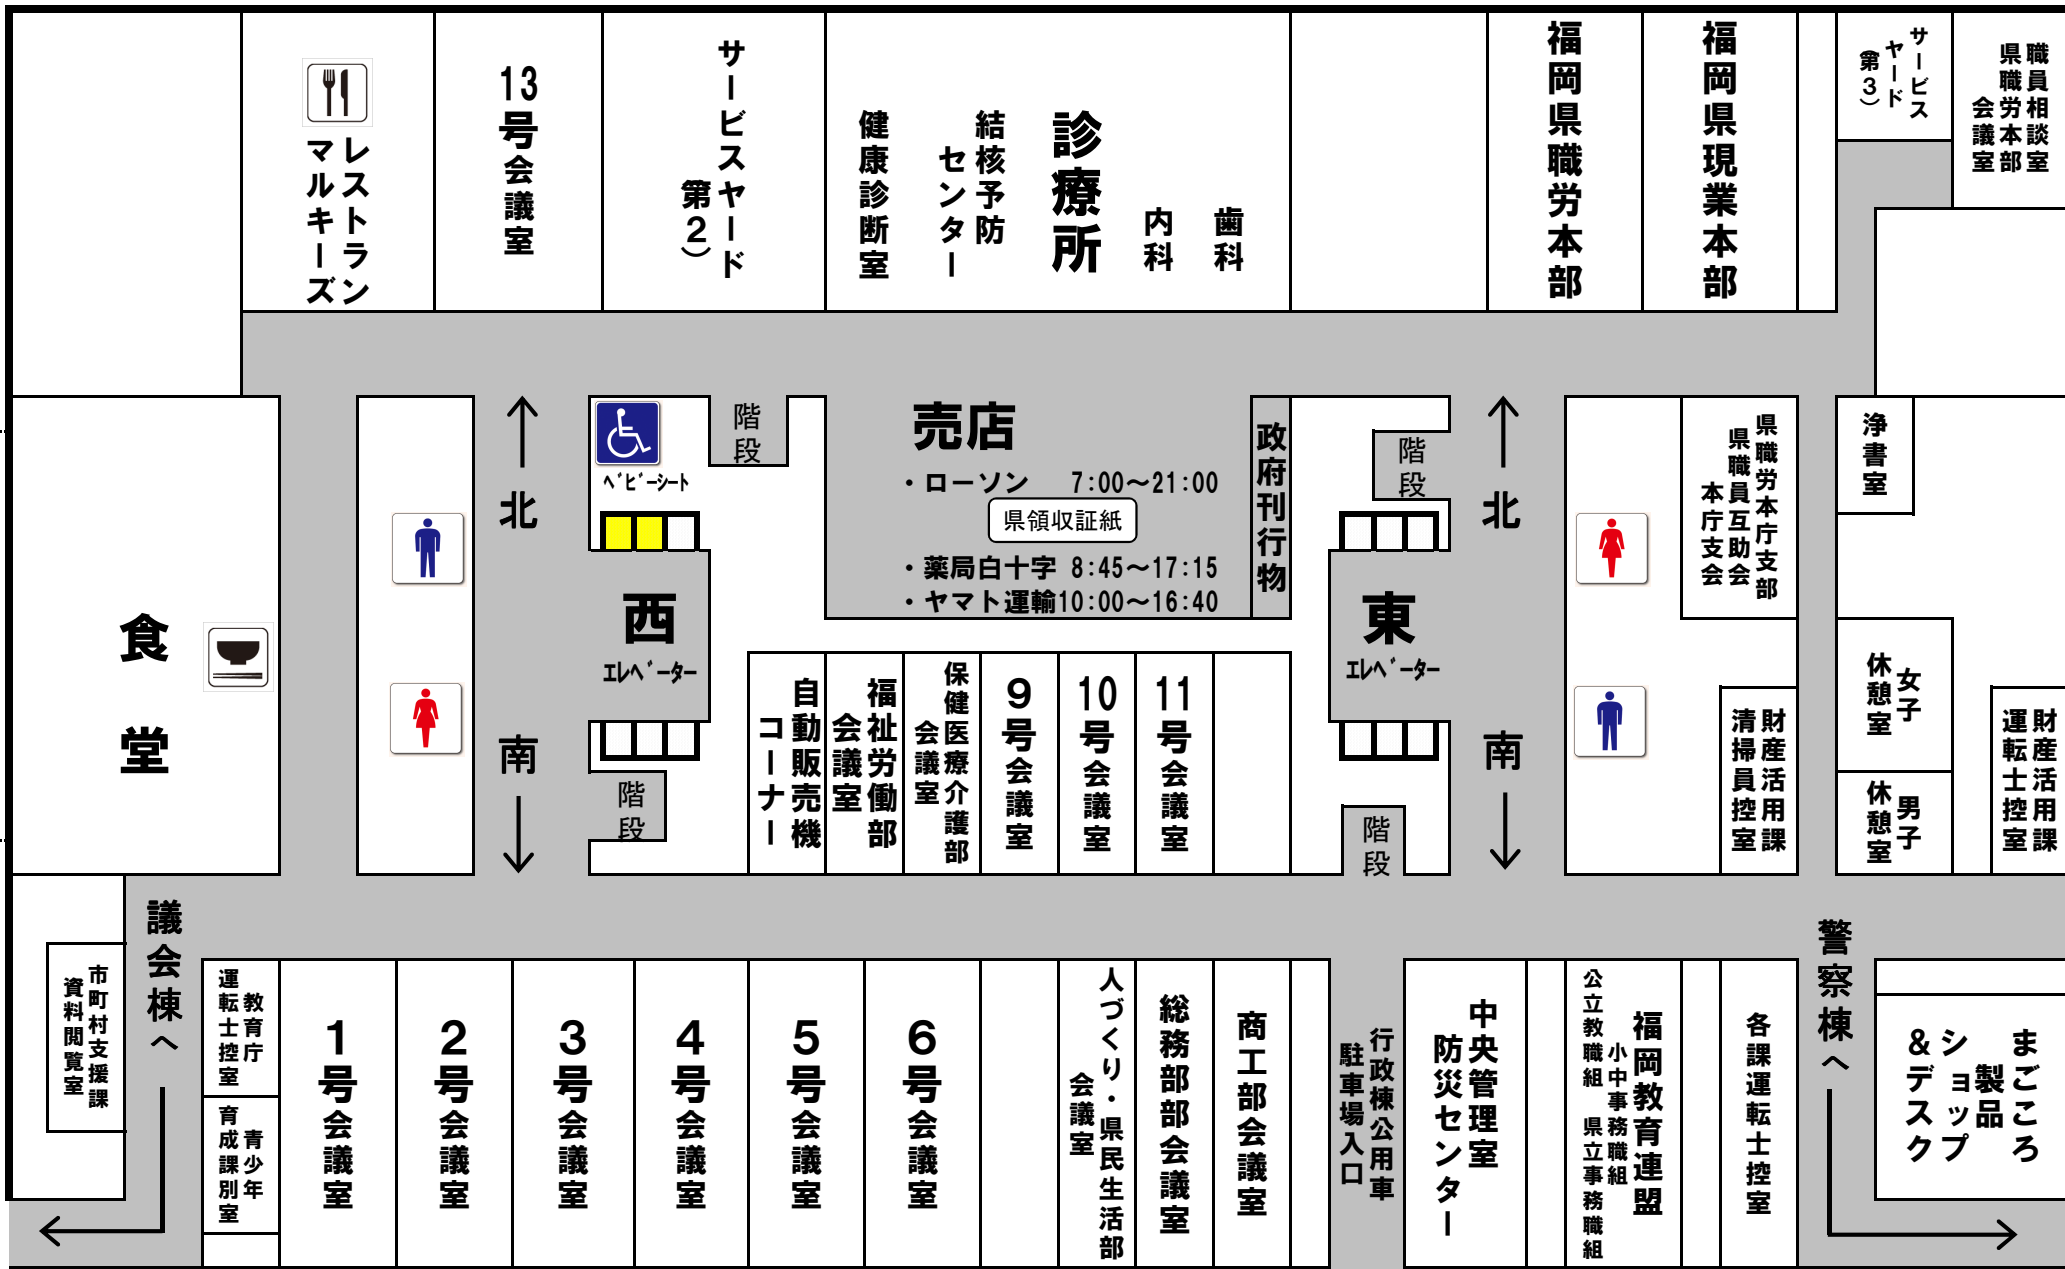 レストラン
マルキーズ
13号会議室
サービスヤード
（第2）
健康診断室
結核予防
センター
診療所
内科
歯科
福岡県職労本部
福岡県現業本部
サービス
ヤード
（第3）
職員相談室
県職労本部
会議室
食堂
北
南
ベビーシート
階段
西
エレベーター
階段
売店
・ローソン 7:00～21:00
県領収証紙
・薬局白十字 8:45～17:15
・ヤマト運輸10:00～16:40
政府刊行物
階段
東
エレベーター
階段
北
南
県職労本庁支部
県職員互助会
本庁支会
浄書室
自動販売機
コーナー
福祉労働部
会議室
保健医療介護部
会議室
9号会議室
10号会議室
11号会議室
財産活用課
清掃員控室
女子
休憩室
男子
休憩室
財産活用課
運転士控室
議会棟へ
市町村支援課
資料閲覧室
教育庁
運転士控室
青少年
育成課別室
1号会議室
2号会議室
3号会議室
4号会議室
5号会議室
6号会議室
人づくり・県民生活部
会議室
総務部部会議室
商工部会議室
行政棟公用車
駐車場入口
中央管理室
防災センター
福岡教育連盟
小中事務職組
公立教職組 県立事務職組
各課運転士控室
警察棟へ
まごころ
製品
ショップ
＆デスク